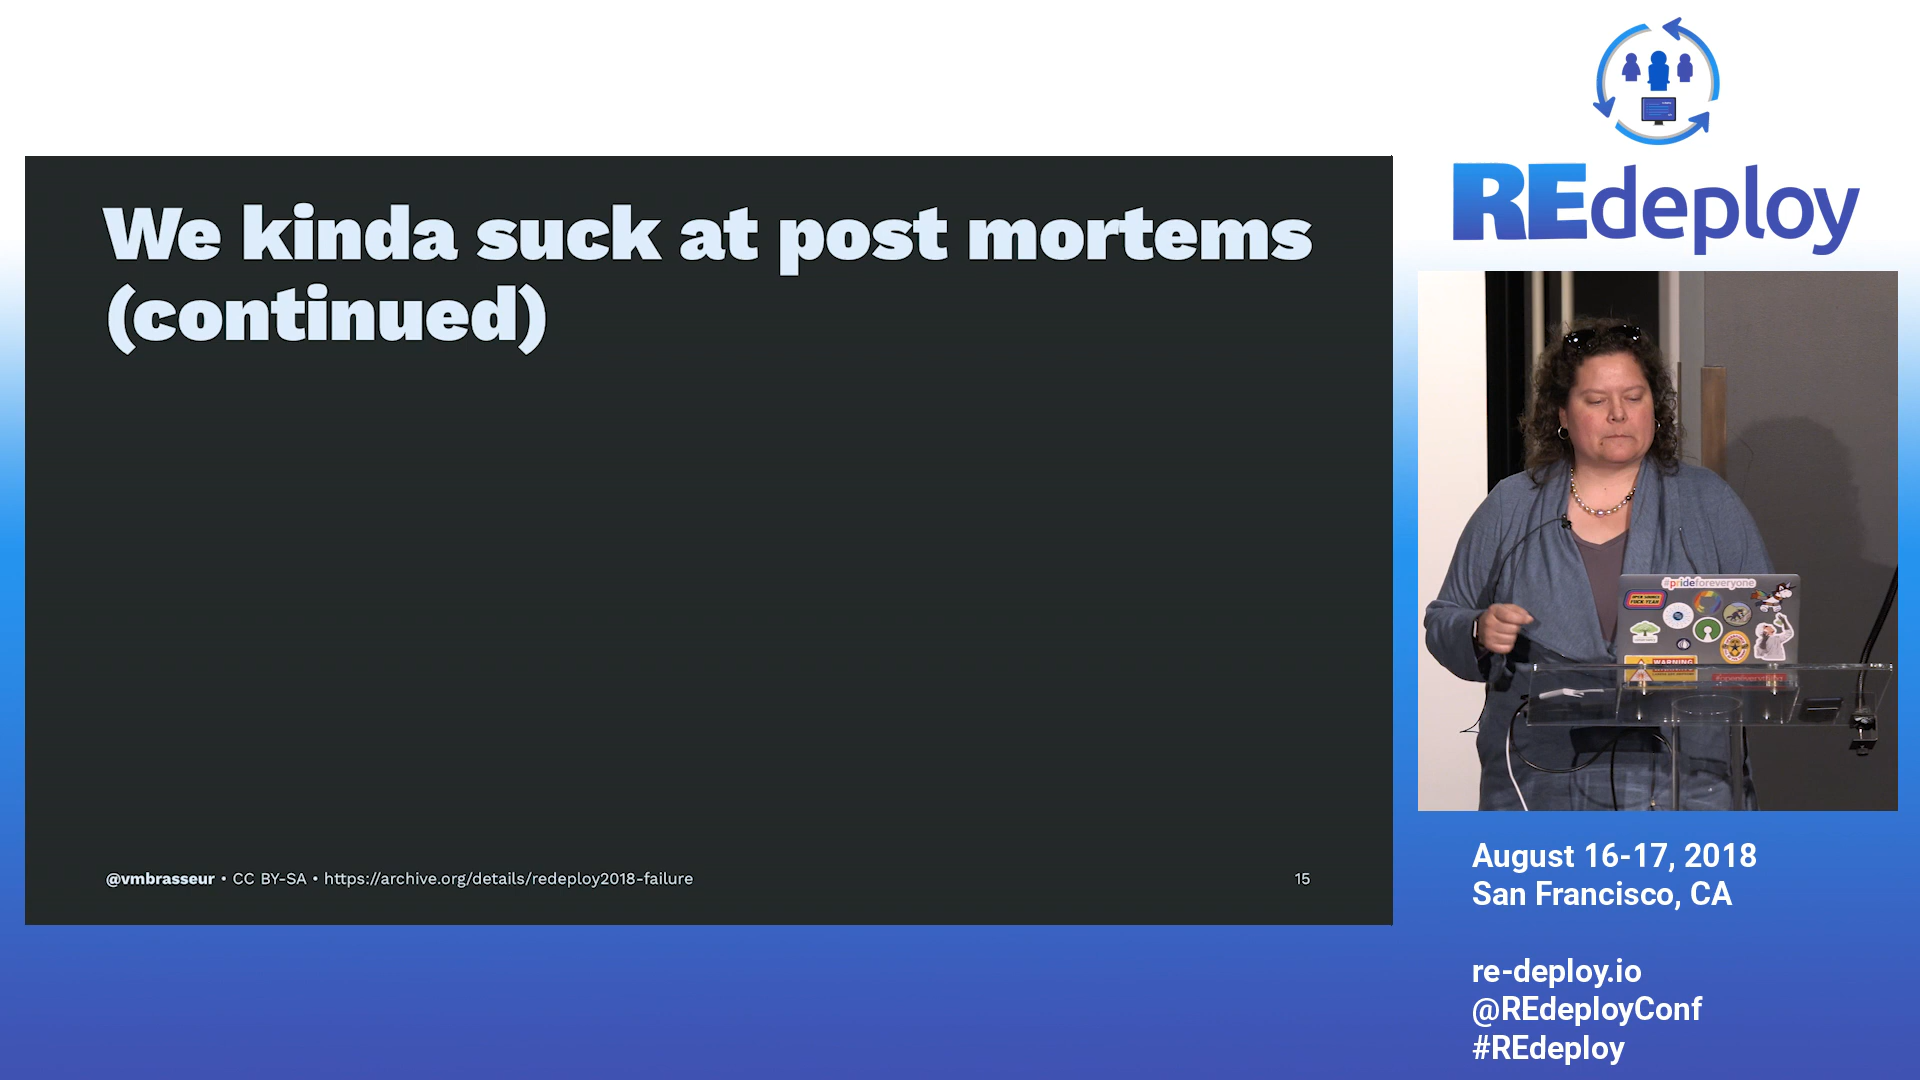 We kinda suck at post mortems
(continued)
@vmbrasseur • CC BY-SA • https://archive.org/details/redeploy2018-failure
15
REdeploy
#prideforeveryone
WARNING
August 16-17, 2018
San Francisco, CA
re-deploy.io
@REdeployConf
#REdeploy